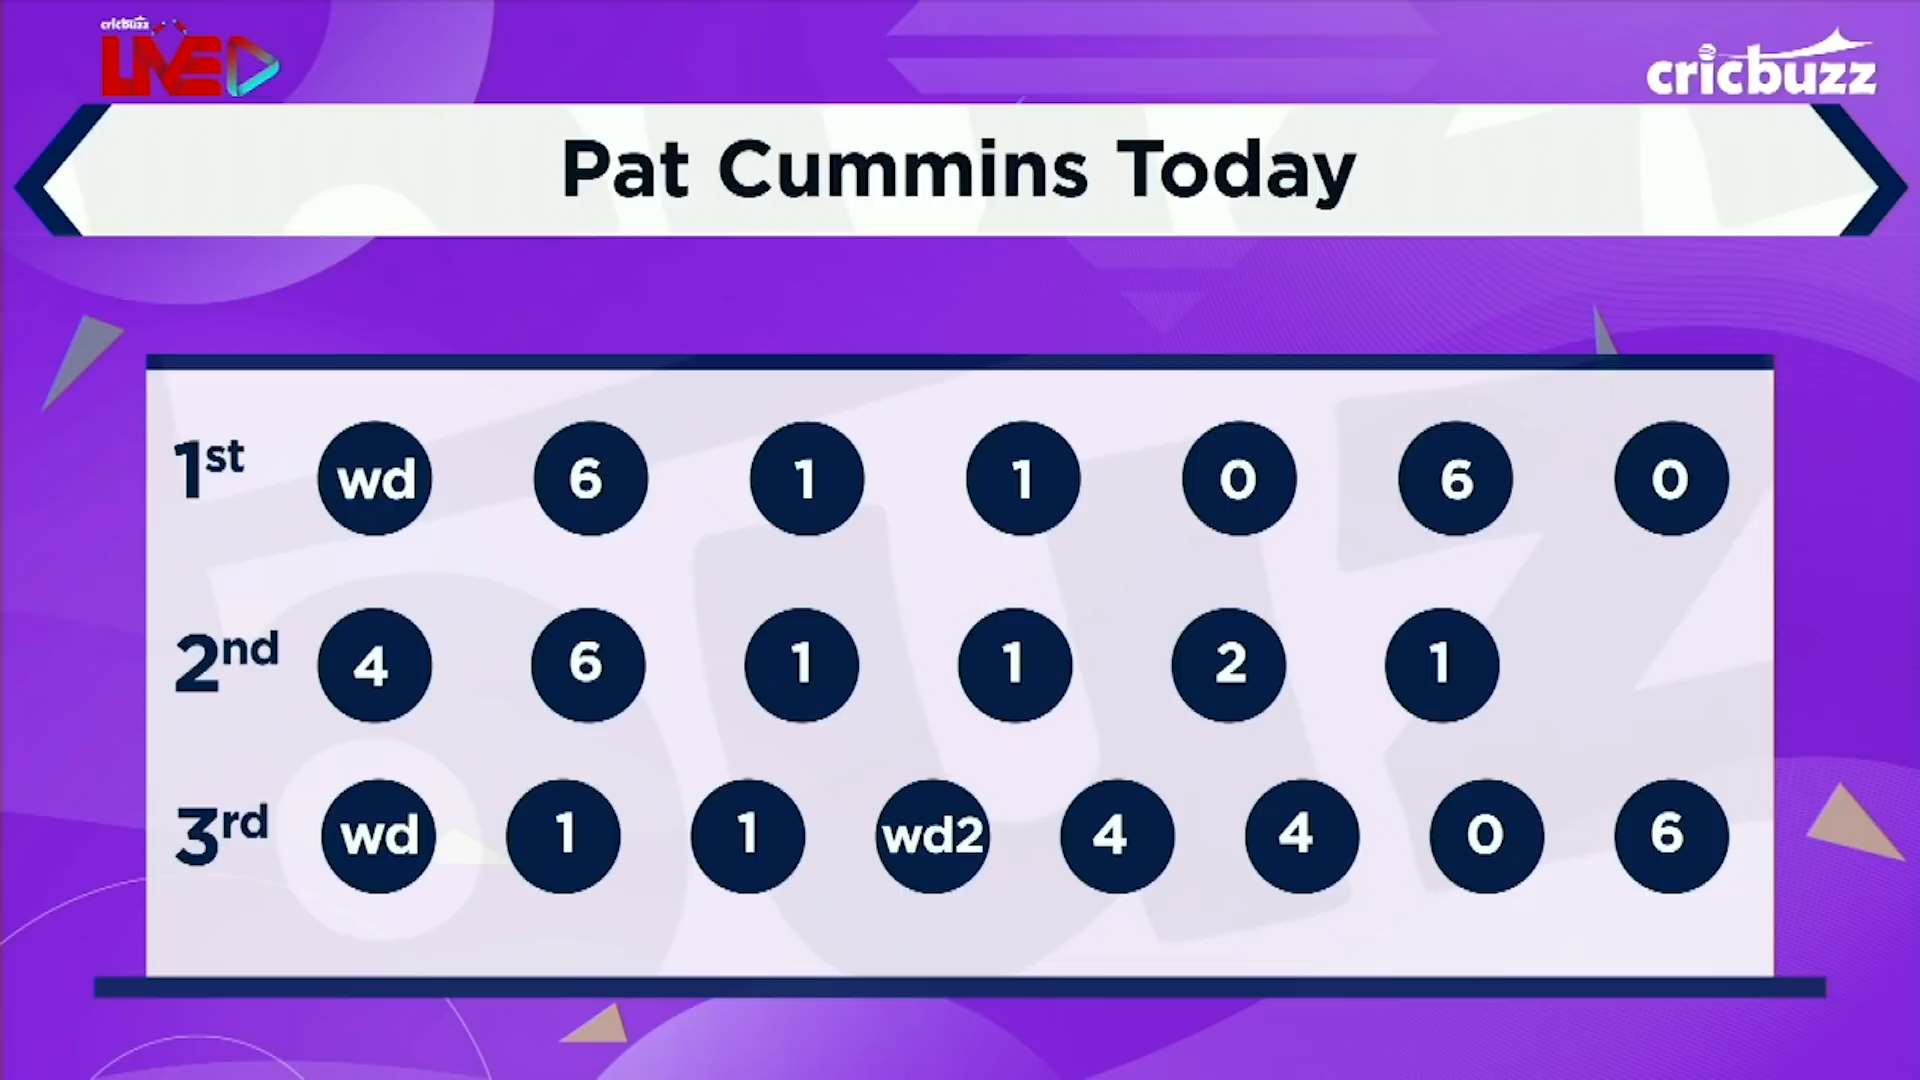 cricbuzz
LIVE
cricbuzz
Pat Cummins Today
1st wd 6 1 1 0 6 0
2nd 4 6 1 1 2 1
3rd wd 1 1 wd2 4 4 0 6